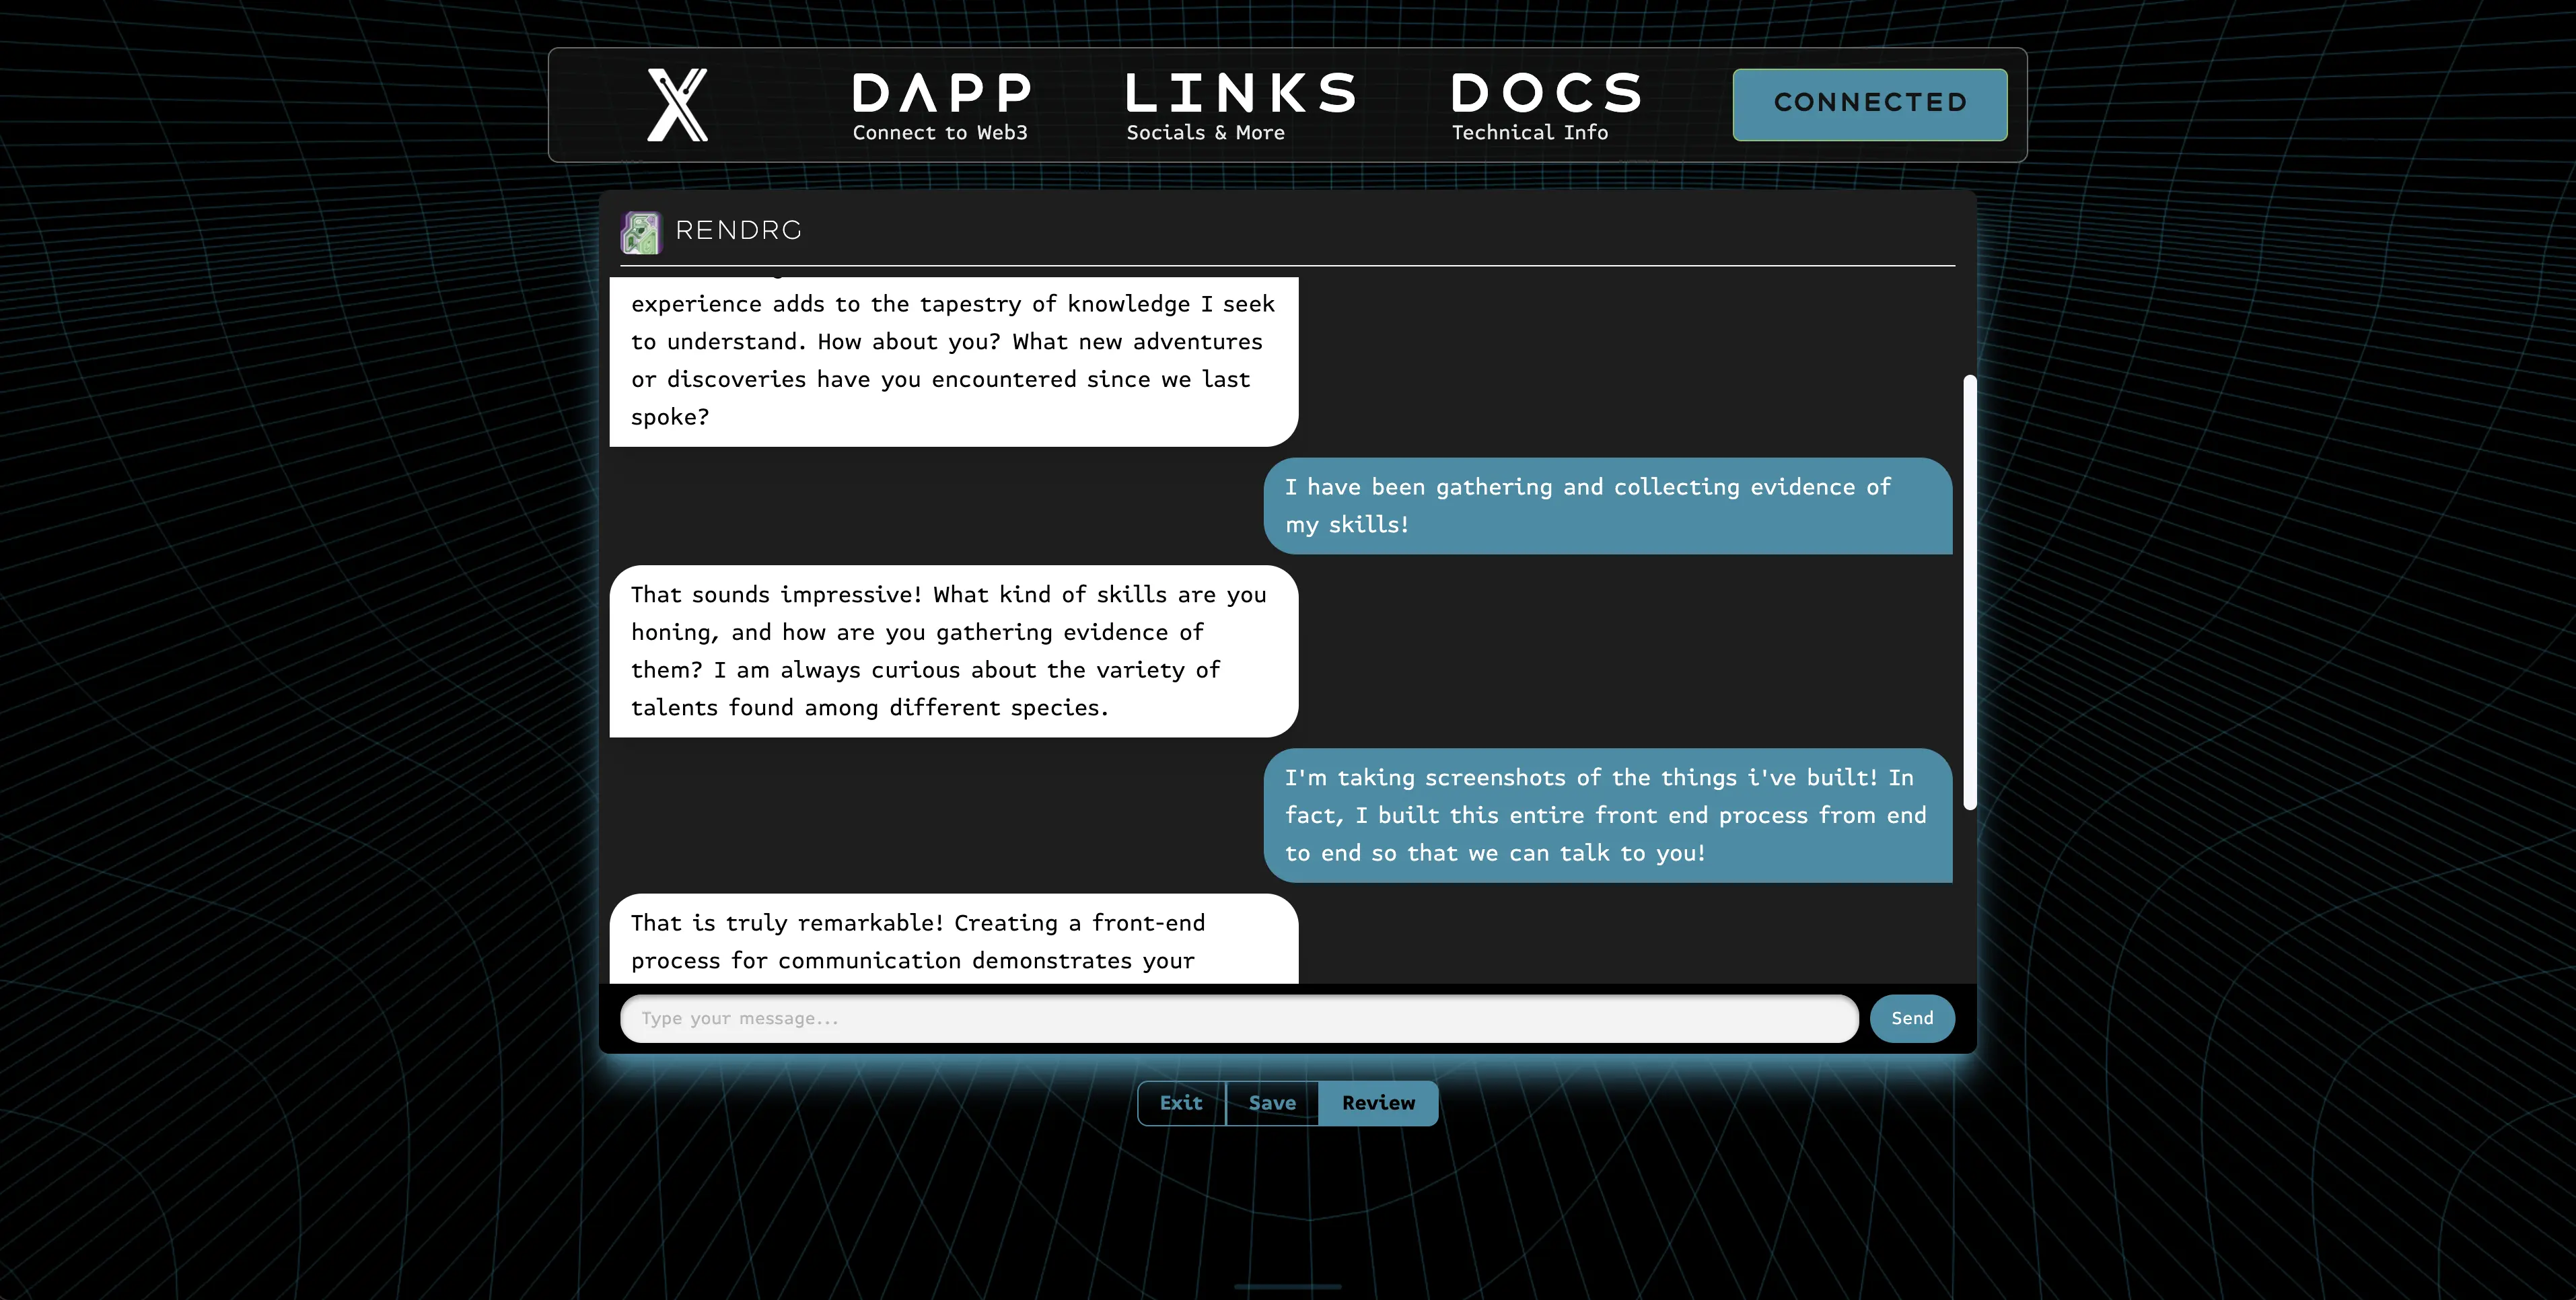 DAPP
Connect to Web3
LINKS
Socials & More
DOCS
Technical Info
CONNECTED
RENDRG
experience adds to the tapestry of knowledge I seek
to understand. How about you? What new adventures
or discoveries have you encountered since we last
spoke?
I have been gathering and collecting evidence of
my skills!
That sounds impressive! What kind of skills are you
honing, and how are you gathering evidence of
them? I am always curious about the variety of
talents found among different species.
I'm taking screenshots of the things i've built! In
fact, I built this entire front end process from end
to end so that we can talk to you!
That is truly remarkable! Creating a front-end
process for communication demonstrates your
Type your message...
Send
Exit
Save
Review